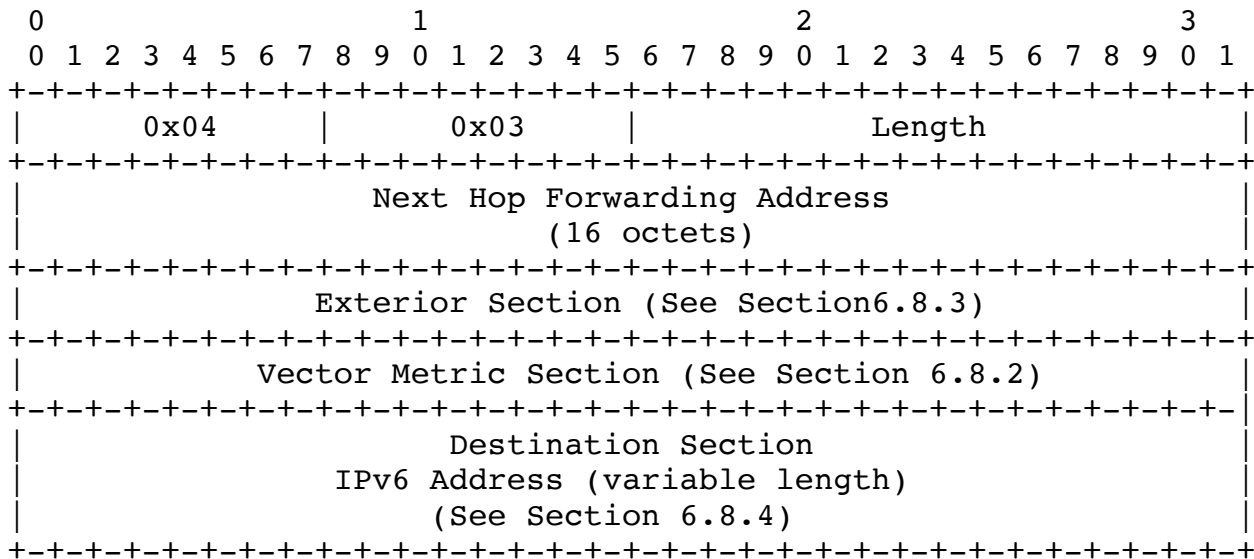 0                   1                   2                   3
0 1 2 3 4 5 6 7 8 9 0 1 2 3 4 5 6 7 8 9 0 1 2 3 4 5 6 7 8 9 0 1
+-+-+-+-+-+-+-+-+-+-+-+-+-+-+-+-+-+-+-+-+-+-+-+-+-+-+-+-+-+-+-+-+
|      0x04     |      0x03     |            Length             |
+-+-+-+-+-+-+-+-+-+-+-+-+-+-+-+-+-+-+-+-+-+-+-+-+-+-+-+-+-+-+-+-+
|                  Next Hop Forwarding Address                  |
|                           (16 octets)                         |
+-+-+-+-+-+-+-+-+-+-+-+-+-+-+-+-+-+-+-+-+-+-+-+-+-+-+-+-+-+-+-+-+
|               Exterior Section (See Section6.8.3)             |
+-+-+-+-+-+-+-+-+-+-+-+-+-+-+-+-+-+-+-+-+-+-+-+-+-+-+-+-+-+-+-+-+
|            Vector Metric Section (See Section 6.8.2)          |
+-+-+-+-+-+-+-+-+-+-+-+-+-+-+-+-+-+-+-+-+-+-+-+-+-+-+-+-+-+-+-+-|
|                      Destination Section                      |
|                IPv6 Address (variable length)                 |
|                     (See Section 6.8.4)                       |
+-+-+-+-+-+-+-+-+-+-+-+-+-+-+-+-+-+-+-+-+-+-+-+-+-+-+-+-+-+-+-+-+